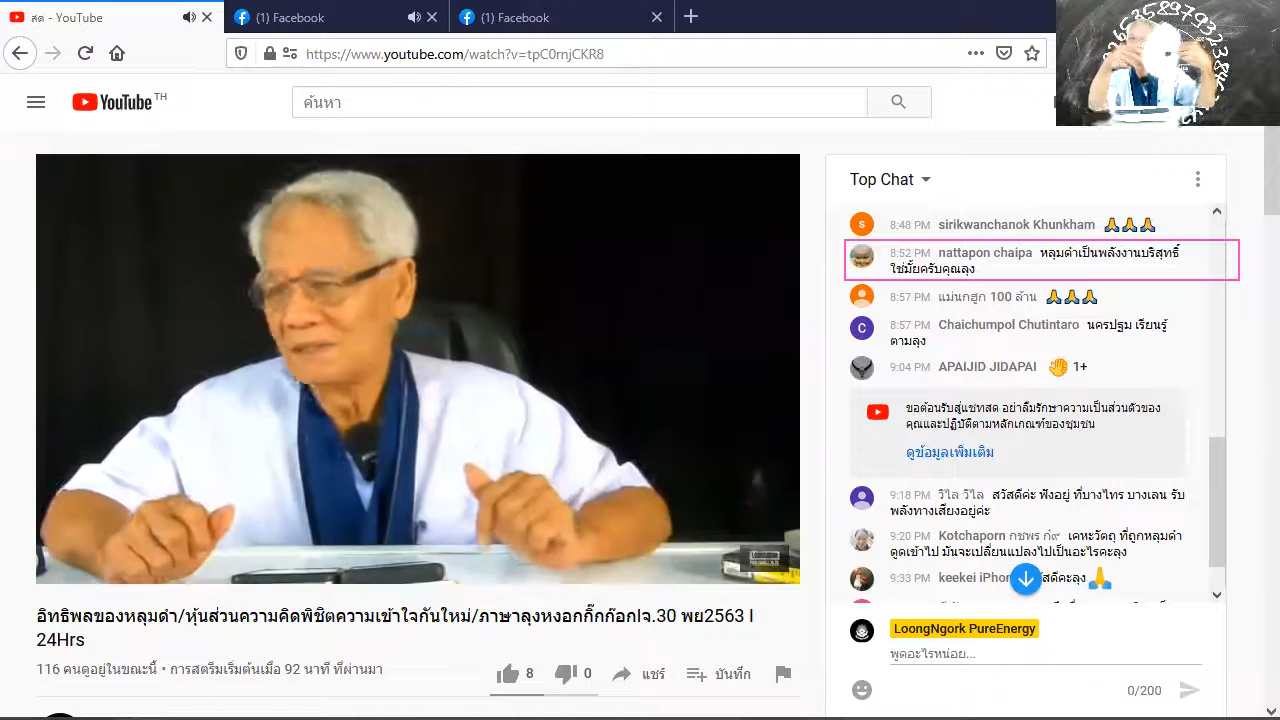 สด - YouTube
(1) Facebook
(1) Facebook
https://www.youtube.com/watch?v=tpC0rnjCKR8
YouTube TH
ค้นหา
Top Chat
S 8:48 PM sirikwanchanok Khunkham 🙏🙏🙏
8:52 PM nattapon chaipa หลุมดำเป็นพลังงานบริสุทธิ์
ใช่มั้ยครับคุณลุง
8:57 PM แม่นกฮูก 100 ล้าน 🙏🙏🙏
C 8:57 PM Chaichumpol Chutintaro นครปฐม เรียนรู้
ตามลุง
9:04 PM APAIJID JIDAPAI 👏 1+
ขอต้อนรับสู่แชทสด อย่าลืมรักษาความเป็นส่วนตัวของ
คุณและปฏิบัติตามหลักเกณฑ์ของชุมชน
ดูข้อมูลเพิ่มเติม
9:18 PM วิไล วิไล สวัสดีค่ะ ฟังอยู่ ที่บางไทร บางเลน รับ
พลังทางเสียงอยู่ค่ะ
9:20 PM Kotchaporn กชพร ก๋ฯ เคหะวัตถุ ที่ถูกหลุมดำ
ดูดเข้าไป มันจะเปลี่ยนแปลงไปเป็นอะไรคะลุง
9:33 PM keekei iPhon สดีคะลุง 🙏
อิทธิพลของหลุมดำ/หุ้นส่วนความคิดพิชิตความเข้าใจกันใหม่/ภาษาลุงหงอกกิ๊กก๊อกIจ.30 พย2563 I
24Hrs
116 คนดูอยู่ในขณะนี้ • การสตรีมเริ่มต้นเมื่อ 92 นาที ที่ผ่านมา
8 0 แชร์ บันทึก
LoongNgork PureEnergy
พูดอะไรหน่อย...
0/200